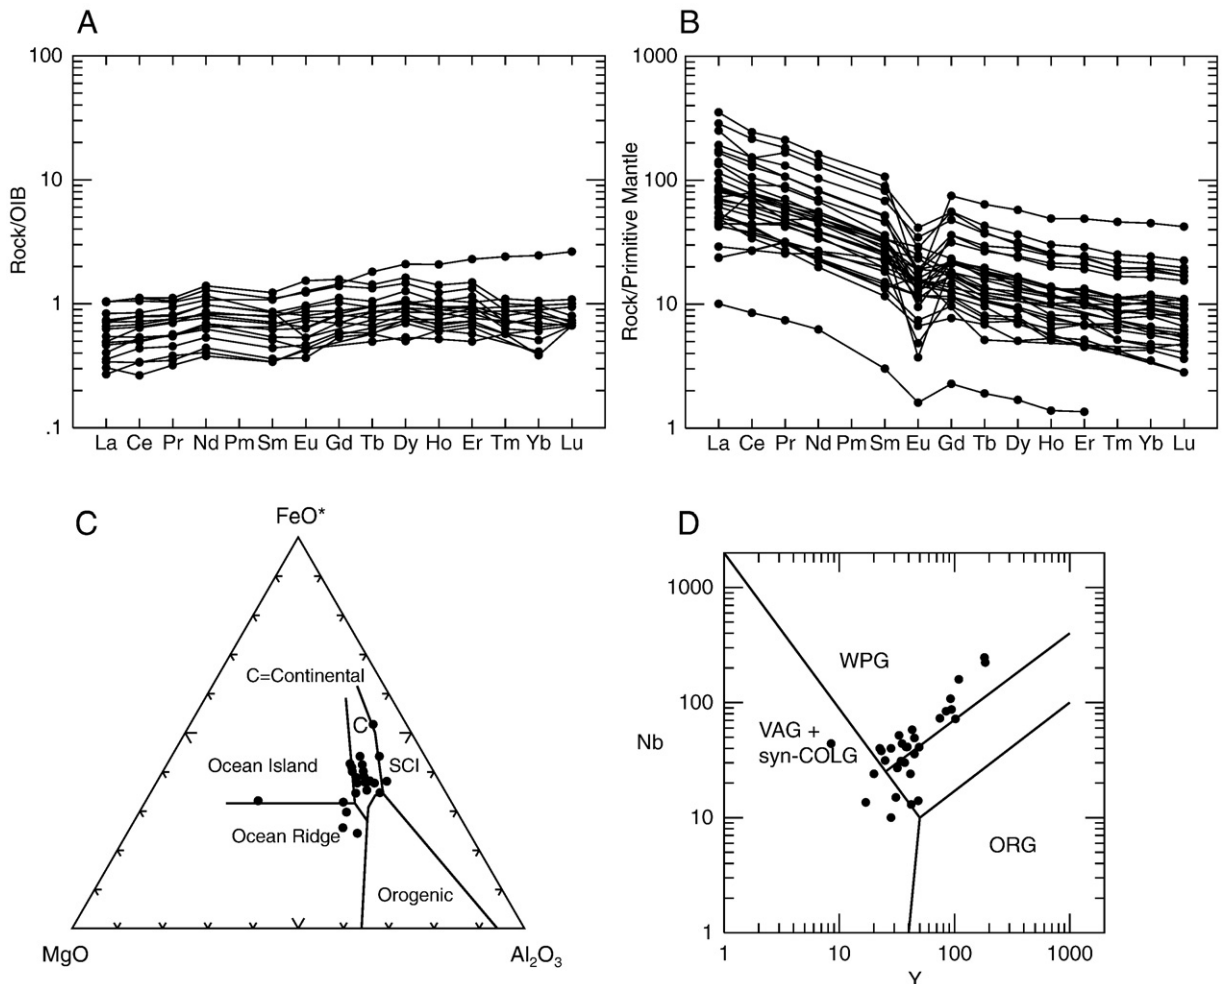 A
B
100
10
1
.1
Rock/OIB
La Ce Pr Nd Pm Sm Eu Gd Tb Dy Ho Er Tm Yb Lu
1000
100
10
1
Rock/Primitive Mantle
La Ce Pr Nd Pm Sm Eu Gd Tb Dy Ho Er Tm Yb Lu
C
FeO*
C=Continental
C
Ocean Island
SCI
Ocean Ridge
Orogenic
MgO
Al₂O₃
D
1000
100
10
1
Nb
WPG
VAG +
syn-COLG
ORG
1 10 100 1000
Y